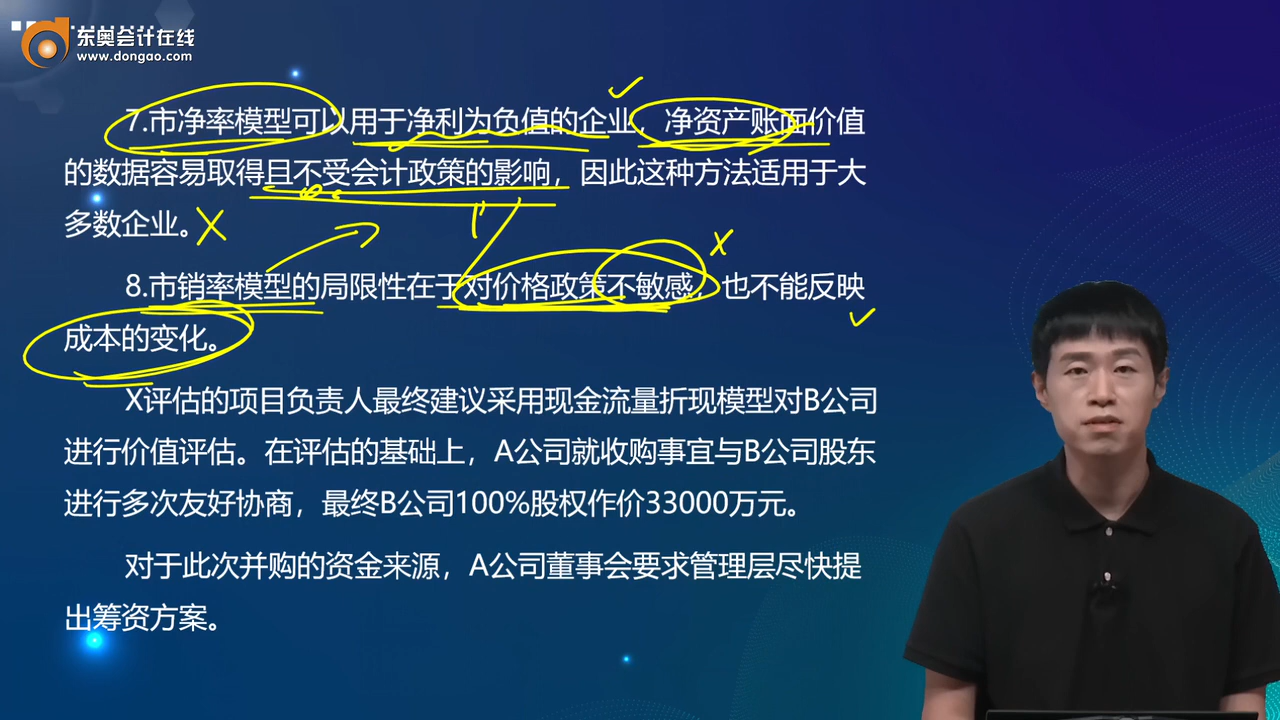 东奥会计在线
www.dongao.com
7.市净率模型可以用于净利为负值的企业，净资产账面价值
的数据容易取得且不受会计政策的影响，因此这种方法适用于大
多数企业。
8.市销率模型的局限性在于对价格政策不敏感，也不能反映
成本的变化。
X评估的项目负责人最终建议采用现金流量折现模型对B公司
进行价值评估。在评估的基础上，A公司就收购事宜与B公司股东
进行多次友好协商，最终B公司100%股权作价33000万元。
对于此次并购的资金来源，A公司董事会要求管理层尽快提
出筹资方案。